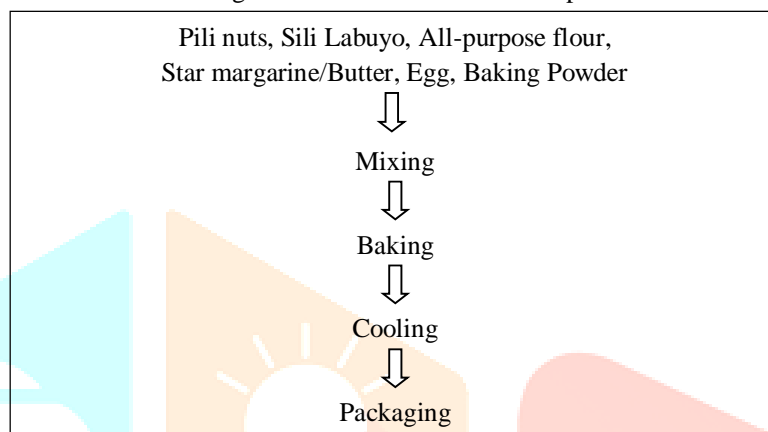 Pili nuts, Sili Labuyo, All-purpose flour,
Star margarine/Butter, Egg, Baking Powder
Mixing
Baking
Cooling
Packaging